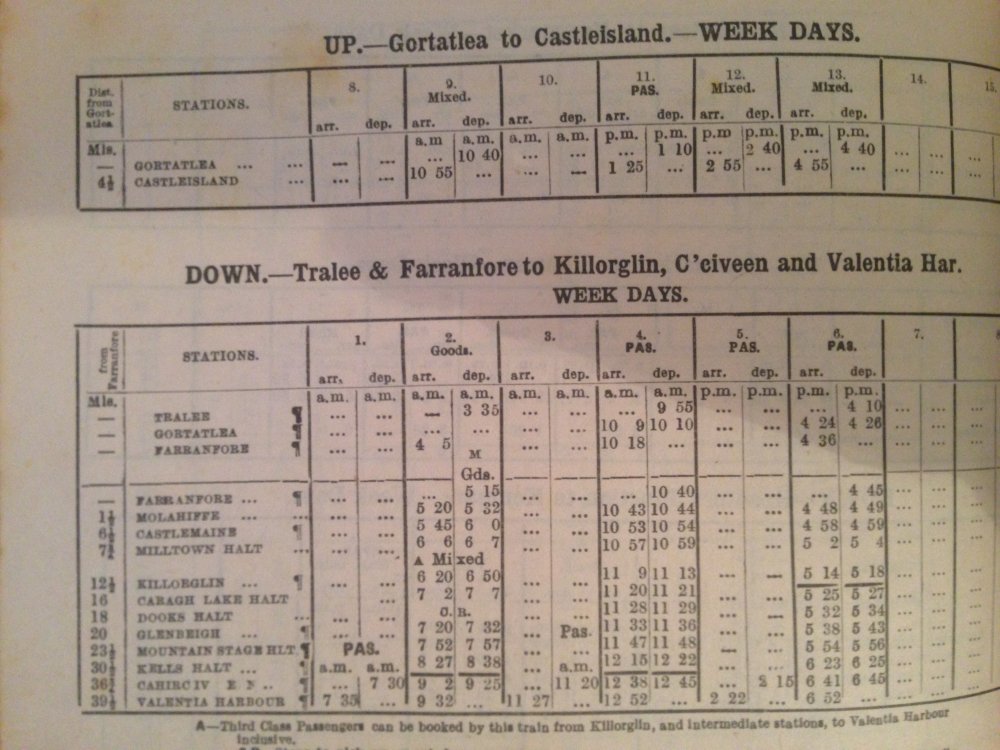 UP.—Gortatlea to Castleisland.—WEEK DAYS.
Dist. from Gort-atlea STATIONS. 8. 9. Mixed. 10. 11. PAS. 12. Mixed. 13. Mixed. 14. 15.
arr. dep. arr. dep. arr. dep. arr. dep. arr. dep. arr. dep.
Mls. a.m a.m. a.m. a.m. p.m. p.m. p.m p.m. p.m. p.m.
— GORTATLEA ... ... — — ... 10 40 ... ... ... 1 10 ... 2 40 ... 4 40 ... ... ...
4½ CASTLEISLAND ... — — 10 55 ... ... — 1 25 ... 2 55 ... 4 55 ... ... ... ...
DOWN.—Tralee & Farranfore to Killorglin, C'civeen and Valentia Har.
WEEK DAYS.
from Farranfore STATIONS. 1. 2. Goods. 3. 4. PAS. 5. PAS. 6. PAS. 7.
arr. dep. arr. dep. arr. dep. arr. dep. arr. dep. arr. dep.
Mls. a.m. a.m. a.m. a.m. a.m. a.m. a.m. a.m. p.m. p.m. p.m. p.m.
— TRALEE ¶ ... ... — 3 35 ... ... ... 9 55 ... ... ... 4 10 ... ...
— GORTATLEA ¶ ... ... ... ... ... ... 10 9 10 10 ... ... 4 24 4 26 ... ...
— FARRANFORE ¶ ... ... 4 5 ... ... 10 18 ... ... ... 4 36 ... ... ...
M
Gds.
— FARRANFORE ... ¶ ... ... ... 5 15 ... ... ... 10 40 ... ... ... 4 45 ... ...
1½ MOLAHIFFE ... ... ... ... 5 20 5 32 ... ... 10 43 10 44 ... ... 4 48 4 49 ... ...
6½ CASTLEMAINE ¶ ... ... 5 45 6 0 ... ... 10 53 10 54 ... ... 4 58 4 59 ... ...
MILLTOWN HALT ... ... ... 6 6 6 7 ... ... 10 57 10 59 ... ... 5 2 5 4 ... ...
A Mixed
12½ KILLORGLIN ... ¶ ... ... 6 20 6 50 ... ... 11 9 11 13 ... — 5 14 5 18 ... ...
16 CARAGH LAKE HALT ... ... 7 2 7 7 ... ... 11 20 11 21 ... ... 5 25 5 27 ... ...
18 DOOKS HALT ... ... ... C. R. ... ... 11 28 11 29 ... ... 5 32 5 34 ... ...
20 GLENBEIGH ... ¶ ... ... 7 20 7 32 ... Pas. 11 33 11 36 ... ... 5 38 5 43 ... ...
23½ MOUNTAIN STAGE HLT. ¶ PAS. 7 52 7 57 ... 11 47 11 48 ... ... 5 54 5 56 ... ...
30½ KELLS HALT ... ¶ a.m. a.m. 8 27 8 38 ... a.m. 12 15 12 22 ... ... 6 23 6 25 ... ...
CAHIRCIV E N .. ¶ ... 7 30 9 2 9 25 ... 11 20 12 38 12 45 ... 2 15 6 41 6 45 ... ...
39½ VALENTIA HARBOUR ¶ 7 35 ... 9 32 ... 11 27 ... 12 52 ... 2 22 ... 6 52 ... ... ...
A—Third Class Passengers can be booked by this train from Killorglin, and intermediate stations, to Valentia Harbour
inclusive.